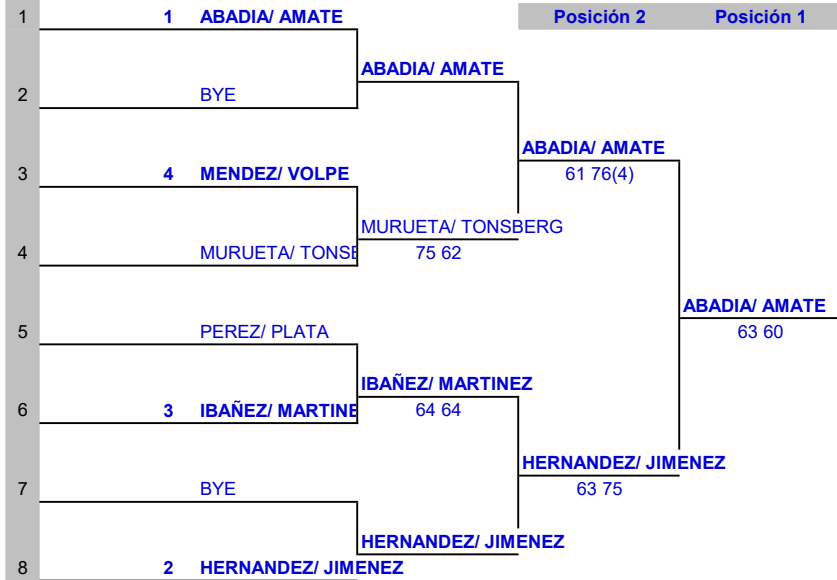 1 1 ABADIA/ AMATE Posición 2 Posición 1
ABADIA/ AMATE
2 BYE
ABADIA/ AMATE
3 4 MENDEZ/ VOLPE 61 76(4)
MURUETA/ TONSBERG
4 MURUETA/ TONSB 75 62
ABADIA/ AMATE
5 PEREZ/ PLATA 63 60
IBAÑEZ/ MARTINEZ
6 3 IBAÑEZ/ MARTINE 64 64
HERNANDEZ/ JIMENEZ
7 BYE 63 75
HERNANDEZ/ JIMENEZ
8 2 HERNANDEZ/ JIMENEZ